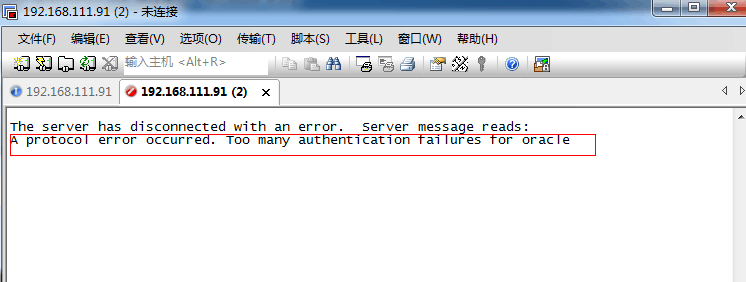 192.168.111.91 (2) - 未连接
文件(F) 编辑(E) 查看(V) 选项(O) 传输(T) 脚本(S) 工具(L) 窗口(W) 帮助(H)
输入主机 <Alt+R>
192.168.111.91 192.168.111.91 (2)
The server has disconnected with an error.  Server message reads:
A protocol error occurred. Too many authentication failures for oracle